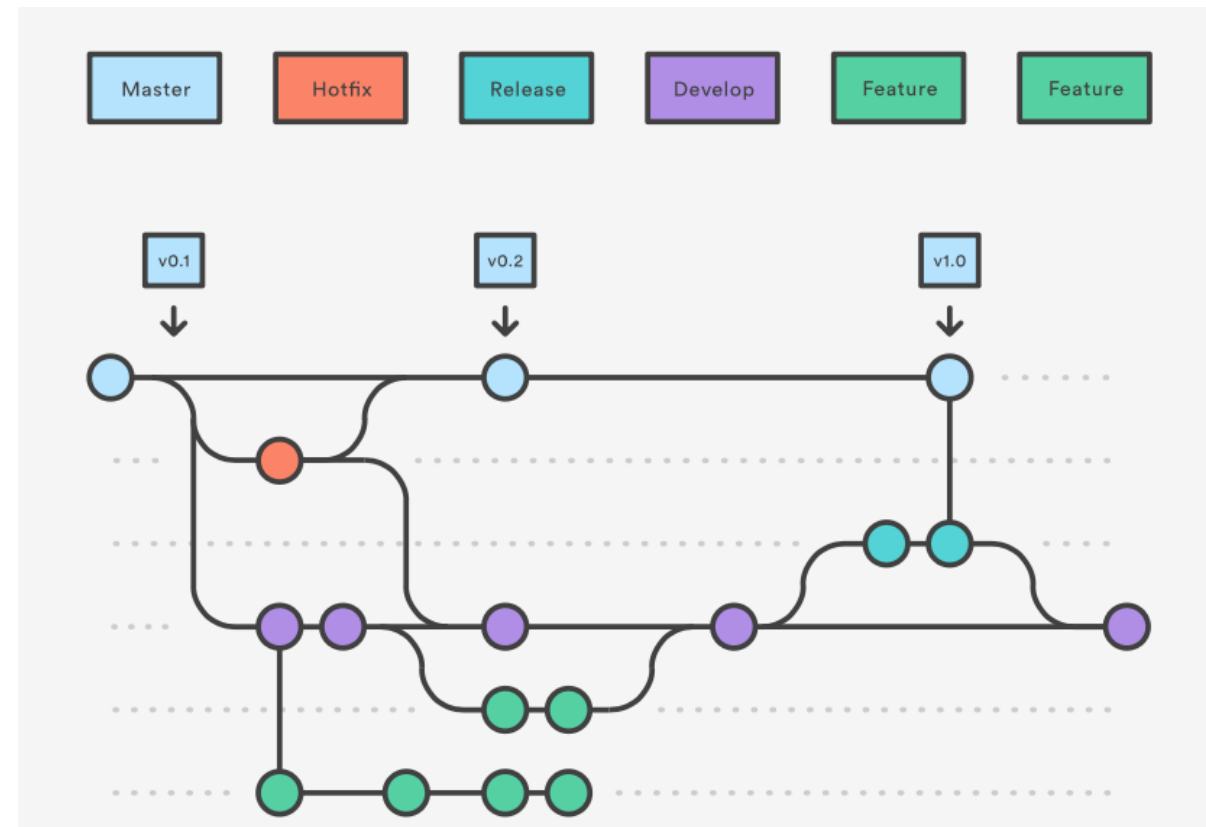 Master
Hotfix
Release
Develop
Feature
Feature
v0.1
v0.2
v1.0